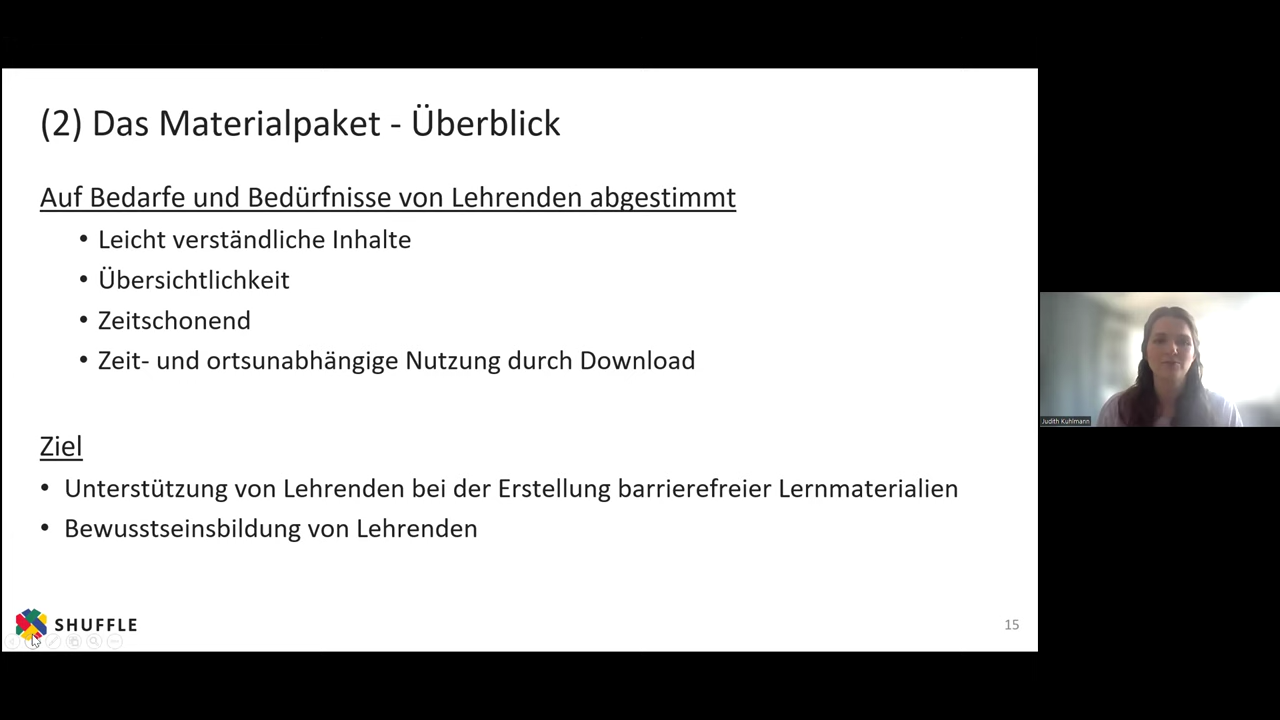 (2) Das Materialpaket - Überblick
Auf Bedarfe und Bedürfnisse von Lehrenden abgestimmt
• Leicht verständliche Inhalte
• Übersichtlichkeit
• Zeitschonend
• Zeit- und ortsunabhängige Nutzung durch Download
Ziel
• Unterstützung von Lehrenden bei der Erstellung barrierefreier Lernmaterialien
• Bewusstseinsbildung von Lehrenden
SHUFFLE
15
Judith Kuhlmann